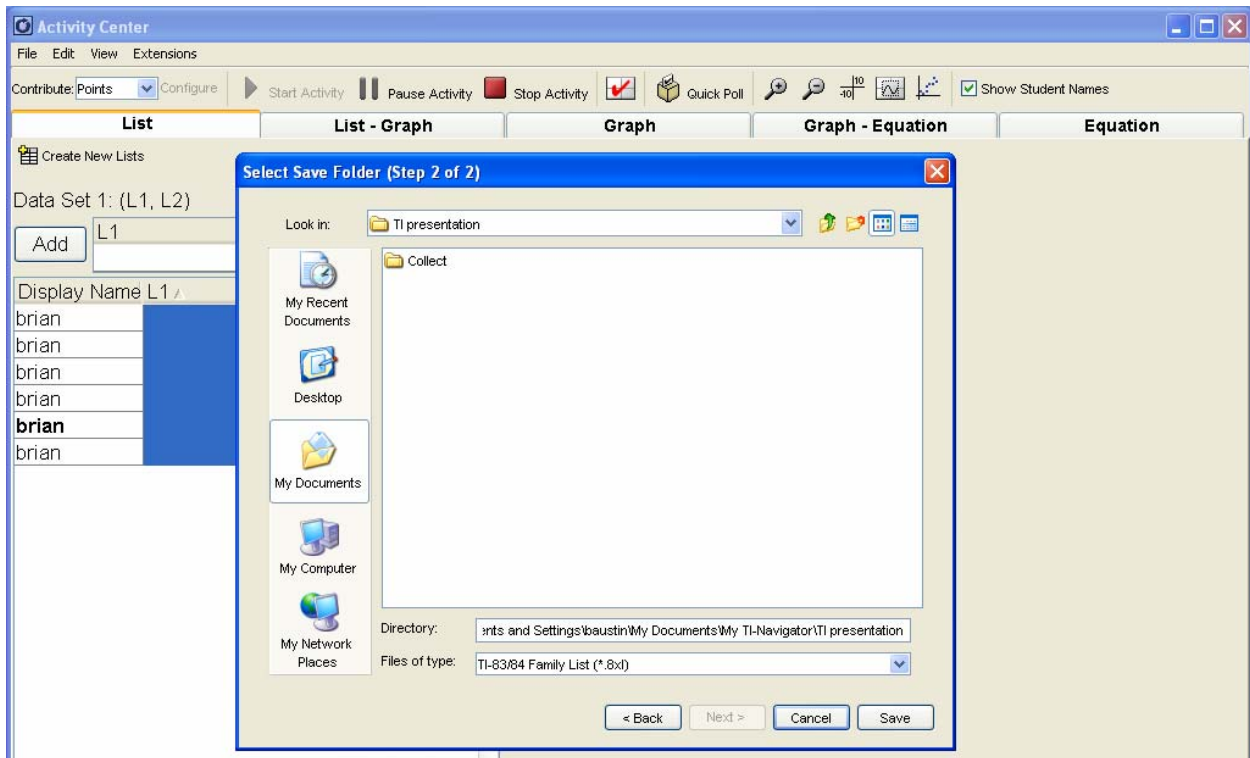 Activity Center
File Edit View Extensions
Contribute: Points Configure Start Activity Pause Activity Stop Activity Quick Poll 10 -10 Show Student Names
List List - Graph Graph Graph - Equation Equation
Create New Lists
Data Set 1: (L1, L2)
Add L1
Display Name L1
brian
brian
brian
brian
brian
brian
Select Save Folder (Step 2 of 2)
Look in: TI presentation
Collect
My Recent
Documents
Desktop
My Documents
My Computer
My Network
Places
Directory: ents and Settings\baustin\My Documents\My TI-Navigator\TI presentation
Files of type: TI-83/84 Family List (*.8xl)
< Back Next > Cancel Save